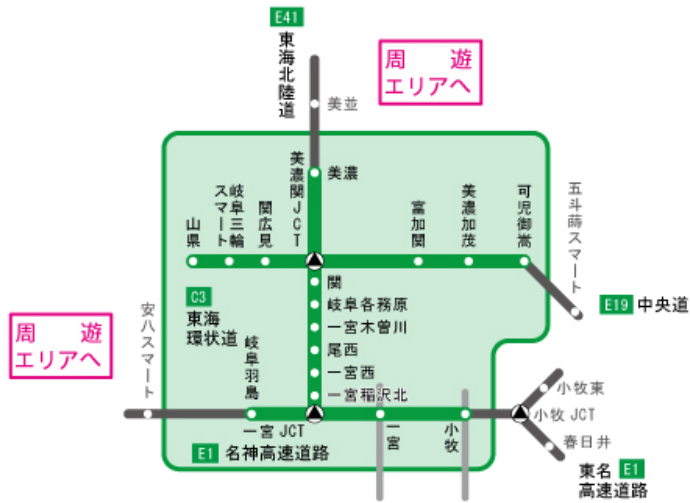 E41
東海北陸道
周 遊
エリアへ
美並
美濃関JCT
美濃
山県
岐阜三輪
スマート
関広見
富加関
美濃加茂
可児御嵩
五斗蒔スマート
E19 中央道
C3
東海
環状道
関
岐阜各務原
一宮木曽川
尾西
一宮西
一宮稲沢北
周 遊
エリアへ
安八スマート
岐阜羽島
一宮 JCT
一宮
小牧
小牧東
小牧 JCT
春日井
E1 名神高速道路
東名 E1
高速道路